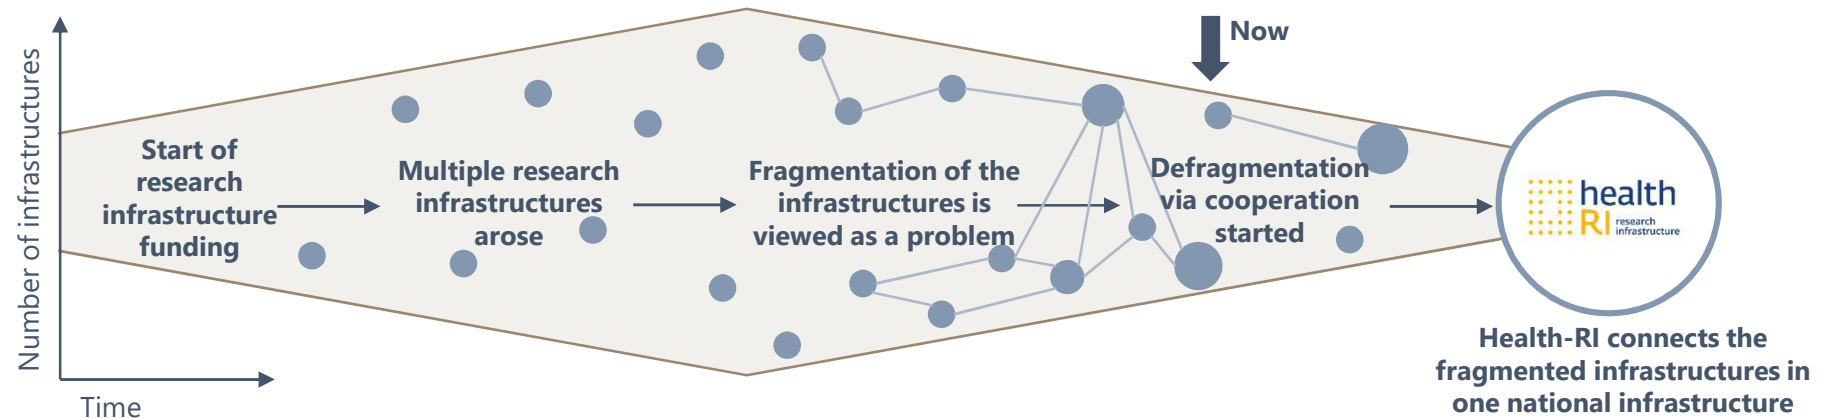 Number of infrastructures
Time
Start of
research
infrastructure
funding
Multiple research
infrastructures
arose
Fragmentation of the
infrastructures is
viewed as a problem
Now
Defragmentation
via cooperation
started
health
RI research
infrastructure
Health-RI connects the
fragmented infrastructures in
one national infrastructure